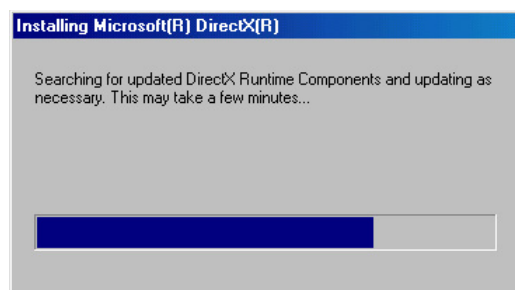 Installing Microsoft(R) DirectX(R)
Searching for updated DirectX Runtime Components and updating as
necessary. This may take a few minutes...